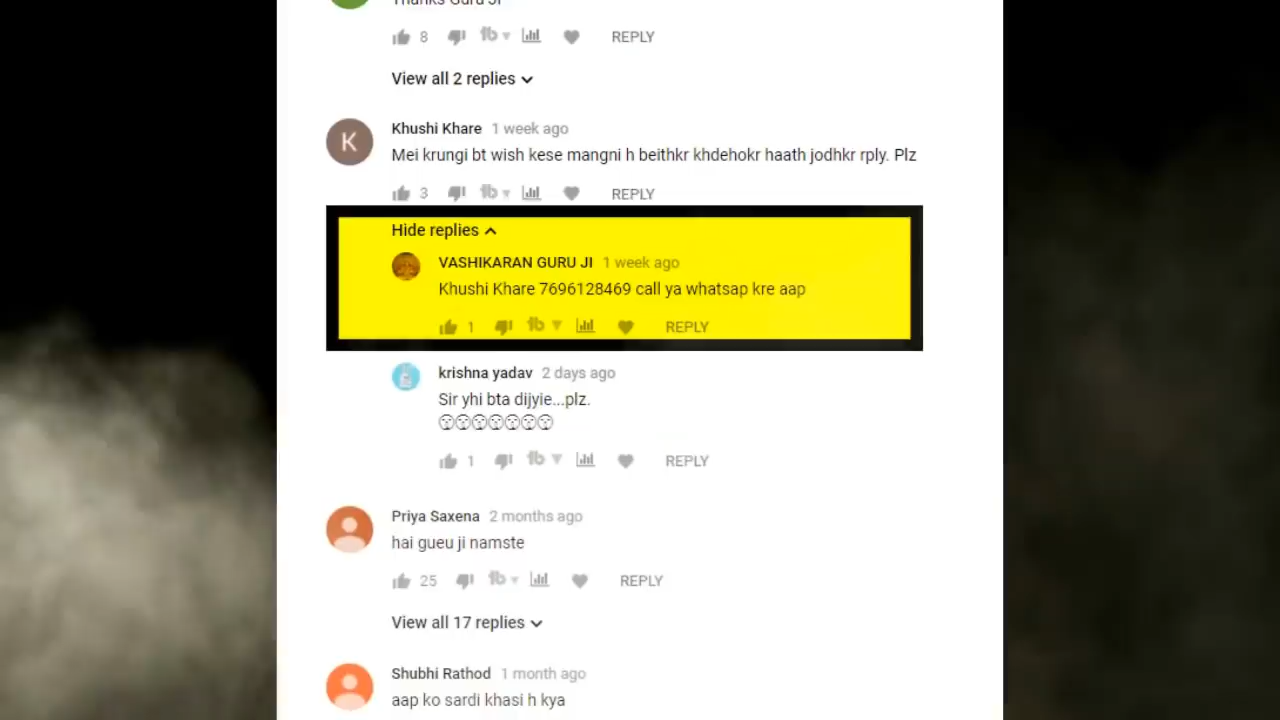 Thanks Guru Ji
8 REPLY
View all 2 replies
K
Khushi Khare 1 week ago
Mei krungi bt wish kese mangni h beithkr khdehokr haath jodhkr rply. Plz
3 REPLY
Hide replies
VASHIKARAN GURU JI 1 week ago
Khushi Khare 7696128469 call ya whatsap kre aap
1 REPLY
krishna yadav 2 days ago
Sir yhi bta dijyie...plz.
1 REPLY
Priya Saxena 2 months ago
hai gueu ji namste
25 REPLY
View all 17 replies
Shubhi Rathod 1 month ago
aap ko sardi khasi h kya